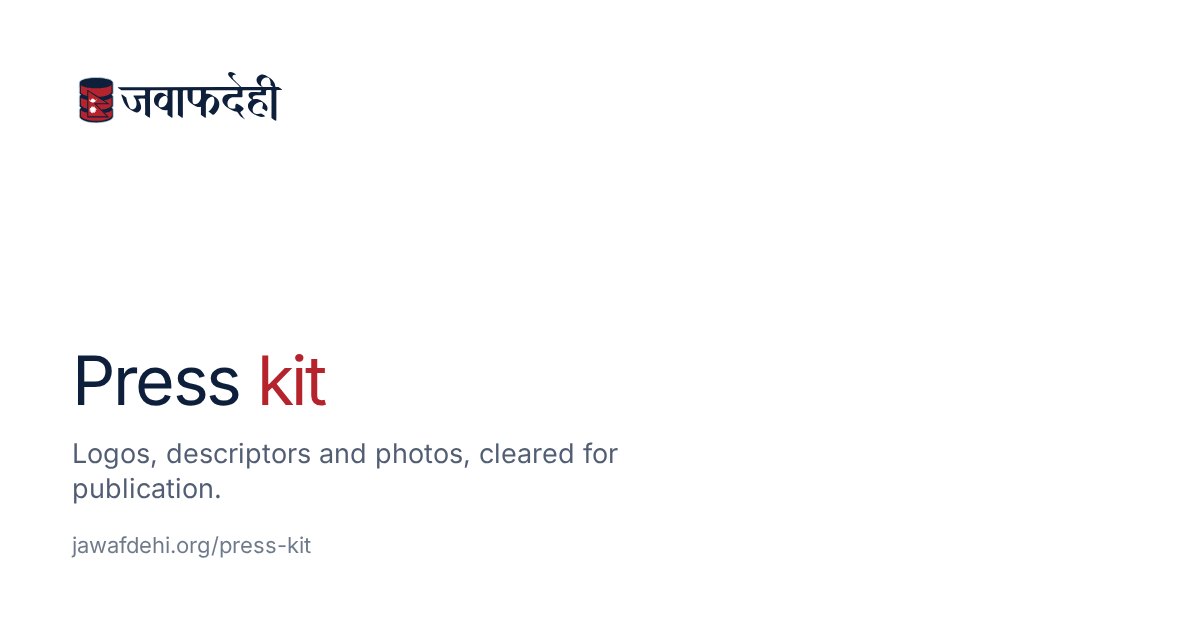 जवाफदेही
Press kit
Logos, descriptors and photos, cleared for
publication.
jawafdehi.org/press-kit